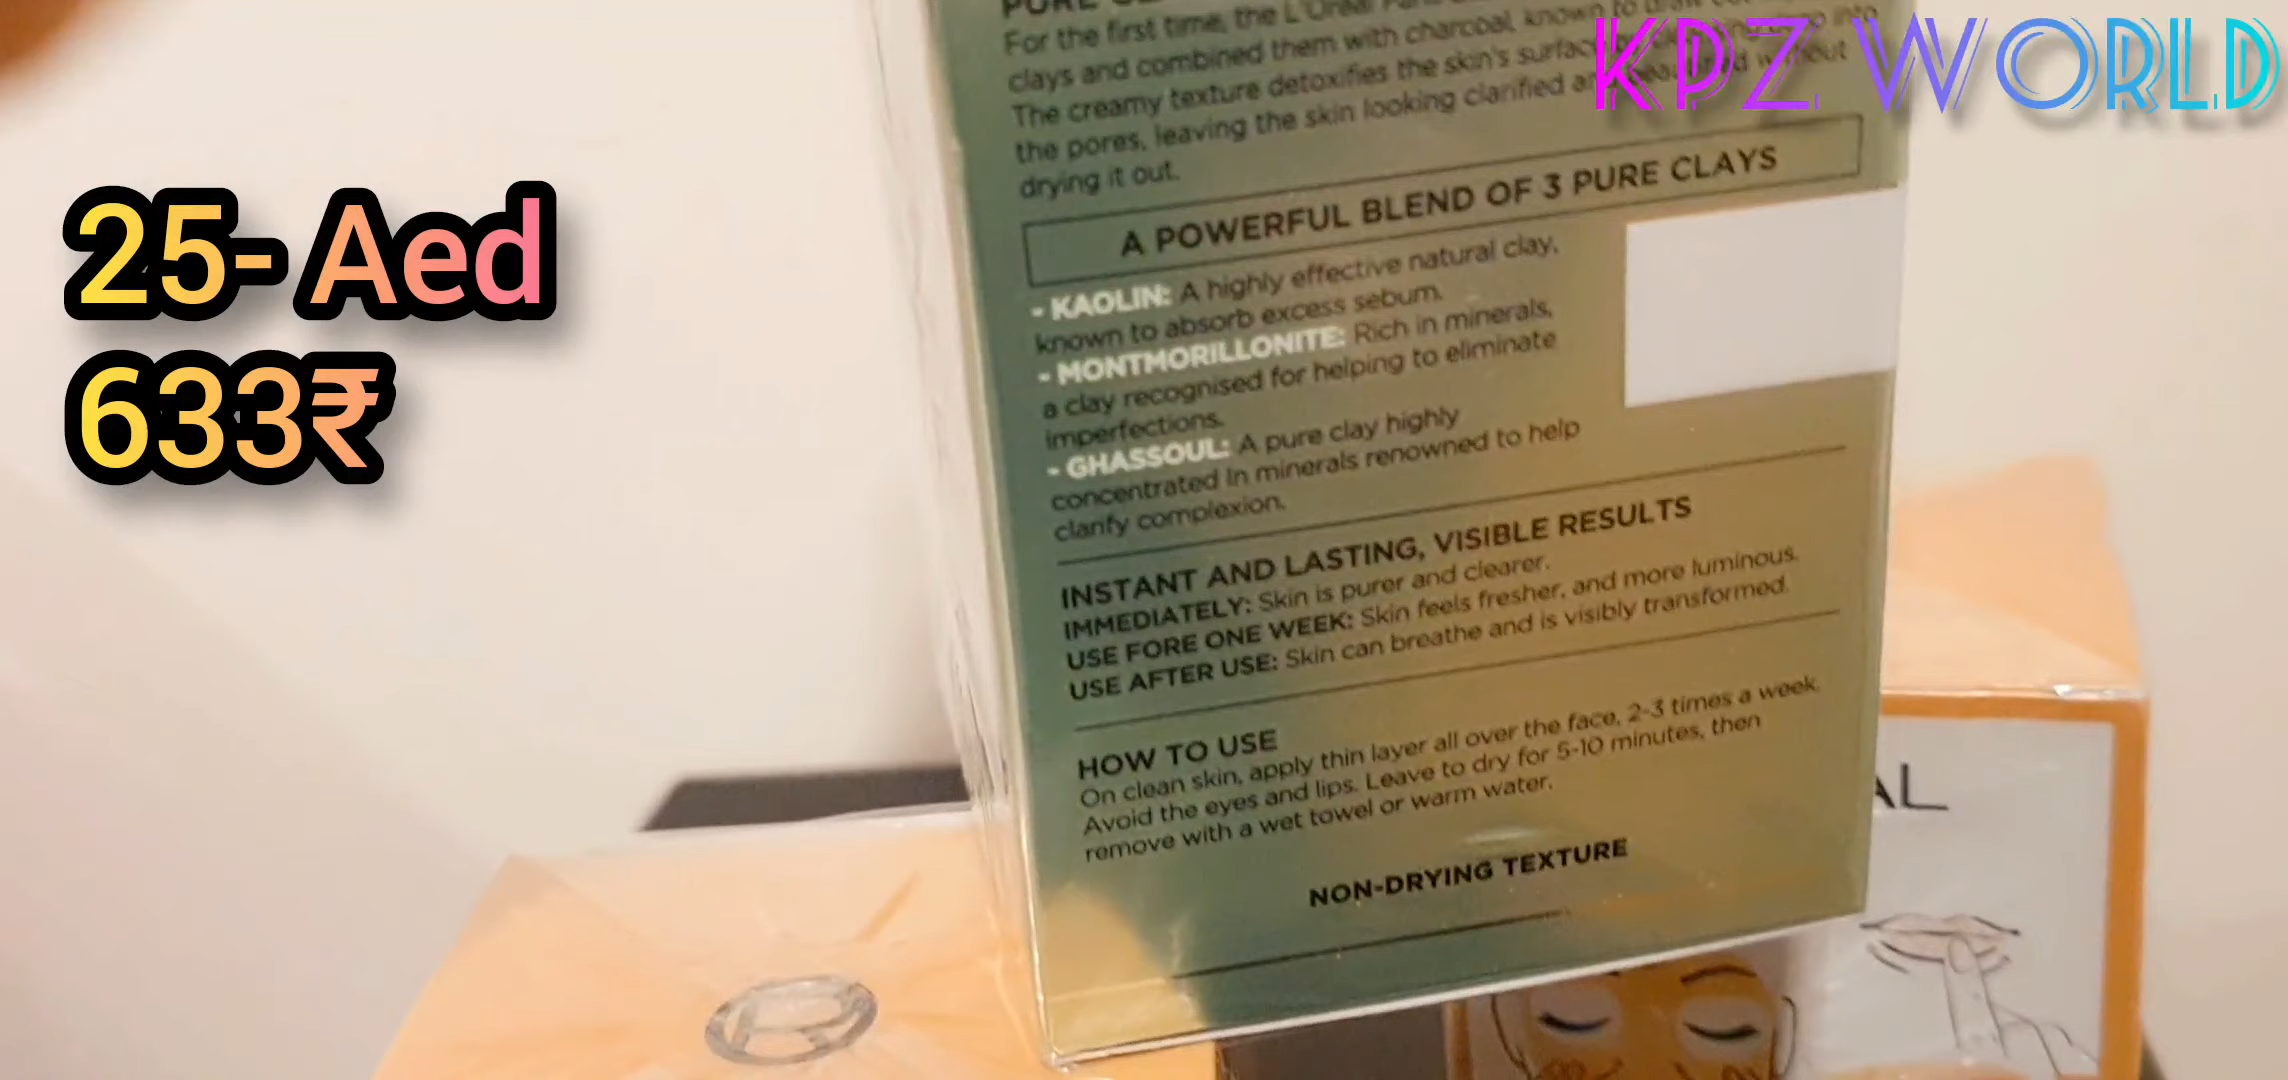 KPZ WORLD
25- Aed
633₹
PURE
For the first time, the L'Oréal
clays and combined them with charcoal, known to draw
The creamy texture detoxifies the skin's surface into
the pores, leaving the skin looking clarified without
drying it out.
A POWERFUL BLEND OF 3 PURE CLAYS
- KAOLIN: A highly effective natural clay,
known to absorb excess sebum.
- MONTMORILLONITE: Rich in minerals,
a clay recognised for helping to eliminate
imperfections.
- GHASSOUL: A pure clay highly
concentrated In minerals renowned to help
clarify complexion.
INSTANT AND LASTING, VISIBLE RESULTS
IMMEDIATELY: Skin is purer and clearer.
USE FORE ONE WEEK: Skin feels fresher, and more luminous.
USE AFTER USE: Skin can breathe and is visibly transformed.
HOW TO USE
On clean skin, apply thin layer all over the face, 2-3 times a week.
Avoid the eyes and lips. Leave to dry for 5-10 minutes, then
remove with a wet towel or warm water.
NON-DRYING TEXTURE
AL